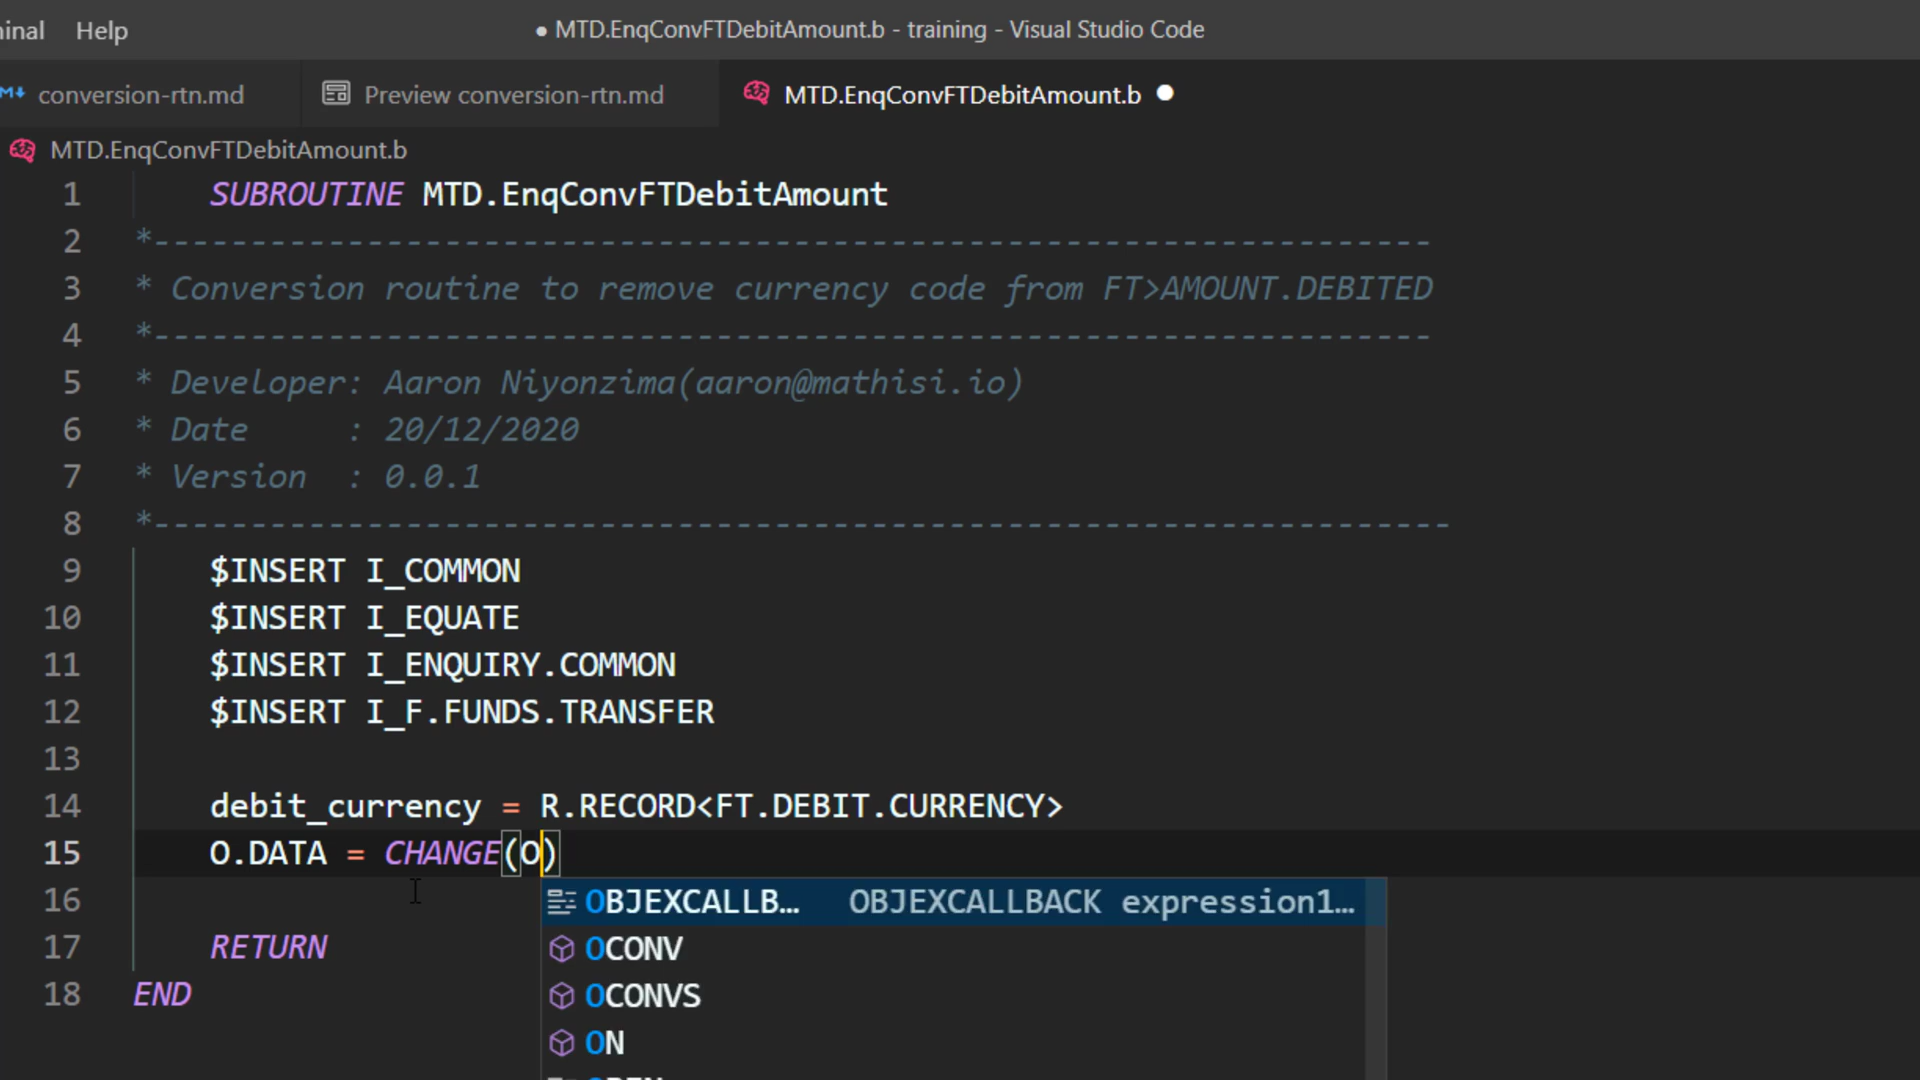 inal Help ● MTD.EnqConvFTDebitAmount.b - training - Visual Studio Code
conversion-rtn.md Preview conversion-rtn.md MTD.EnqConvFTDebitAmount.b ●
MTD.EnqConvFTDebitAmount.b
1 SUBROUTINE MTD.EnqConvFTDebitAmount
2 *------------------------------------------------------------------
3 * Conversion routine to remove currency code from FT>AMOUNT.DEBITED
4 *------------------------------------------------------------------
5 * Developer: Aaron Niyonzima(aaron@mathisi.io)
6 * Date     : 20/12/2020
7 * Version  : 0.0.1
8 *-------------------------------------------------------------------
9 $INSERT I_COMMON
10 $INSERT I_EQUATE
11 $INSERT I_ENQUIRY.COMMON
12 $INSERT I_F.FUNDS.TRANSFER
13
14 debit_currency = R.RECORD<FT.DEBIT.CURRENCY>
15 O.DATA = CHANGE(O)
16 OBJEXCALLB… OBJEXCALLBACK expression1…
17 RETURN OCONV
18 END OCONVS
ON